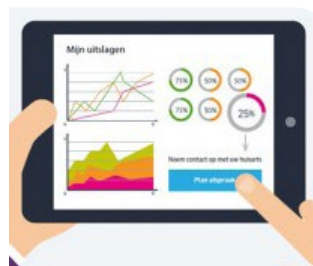 Mijn uitslagen
75% 50% 50%
75% 50% 25%
Neem contact op met uw huisarts
Plan afspraak